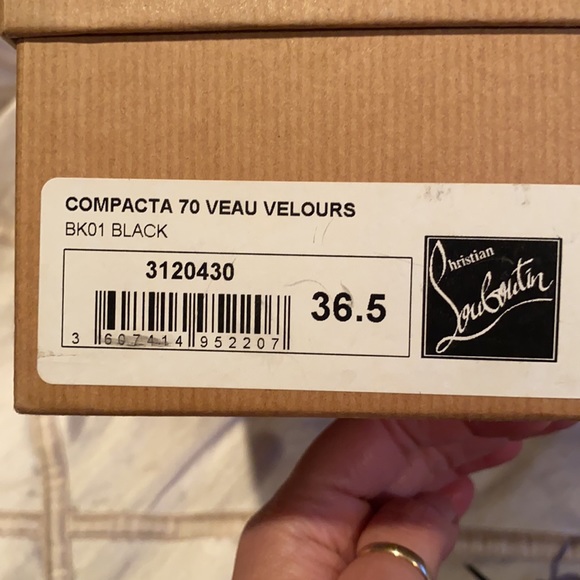 COMPACTA 70 VEAU VELOURS
BK01 BLACK
3120430
36.5
3 607414 952207
Christian
Louboutin